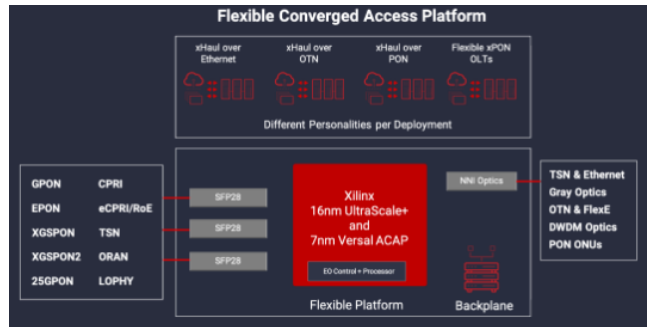 Flexible Converged Access Platform
xHaul over
Ethernet
xHaul over
OTN
xHaul over
PON
Flexible xPON
OLTs
Different Personalities per Deployment
GPON
CPRI
EPON
eCPRI/RoE
XGSPON
TSN
XGSPON2
ORAN
25GPON
LOPHY
SFP28
SFP28
SFP28
Xilinx
16nm UltraScale+
and
7nm Versal ACAP
EO Control + Processor
Flexible Platform
NNI Optics
Backplane
TSN & Ethernet
Gray Optics
OTN & FlexE
DWDM Optics
PON ONUs